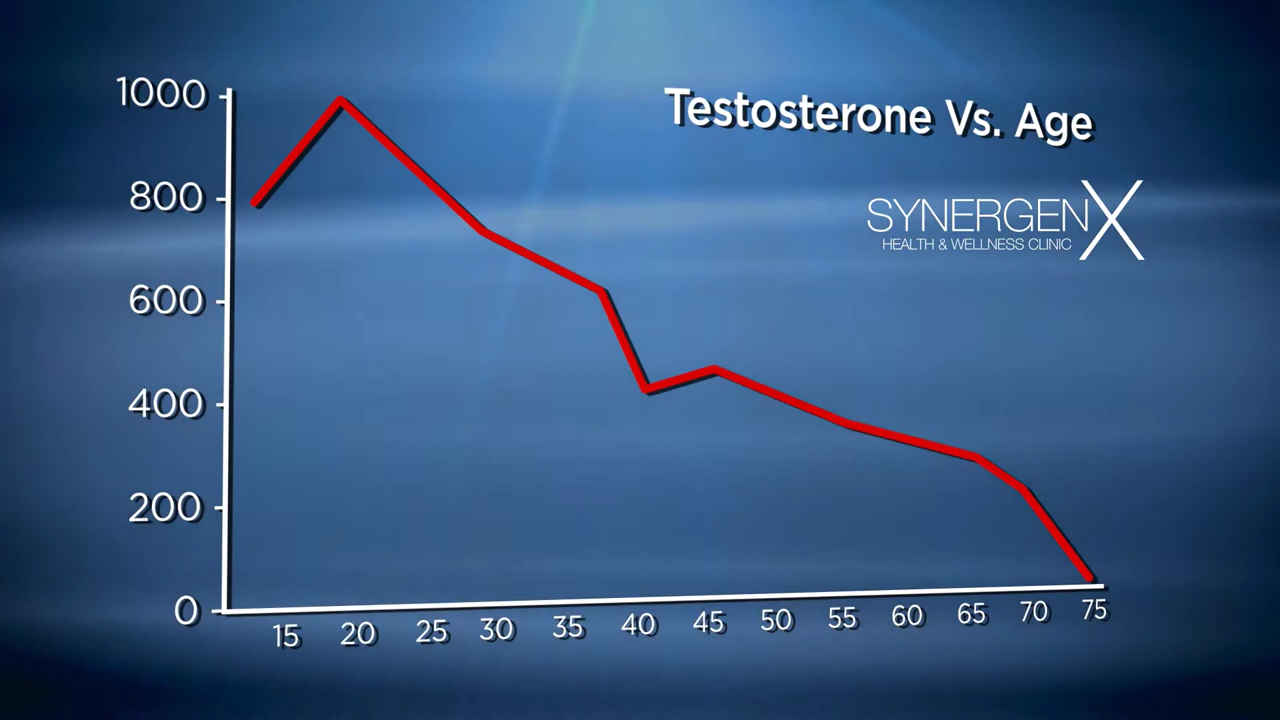 Testosterone Vs. Age
SYNERGENX
HEALTH & WELLNESS CLINIC
1000
800
600
400
200
0
15 20 25 30 35 40 45 50 55 60 65 70 75